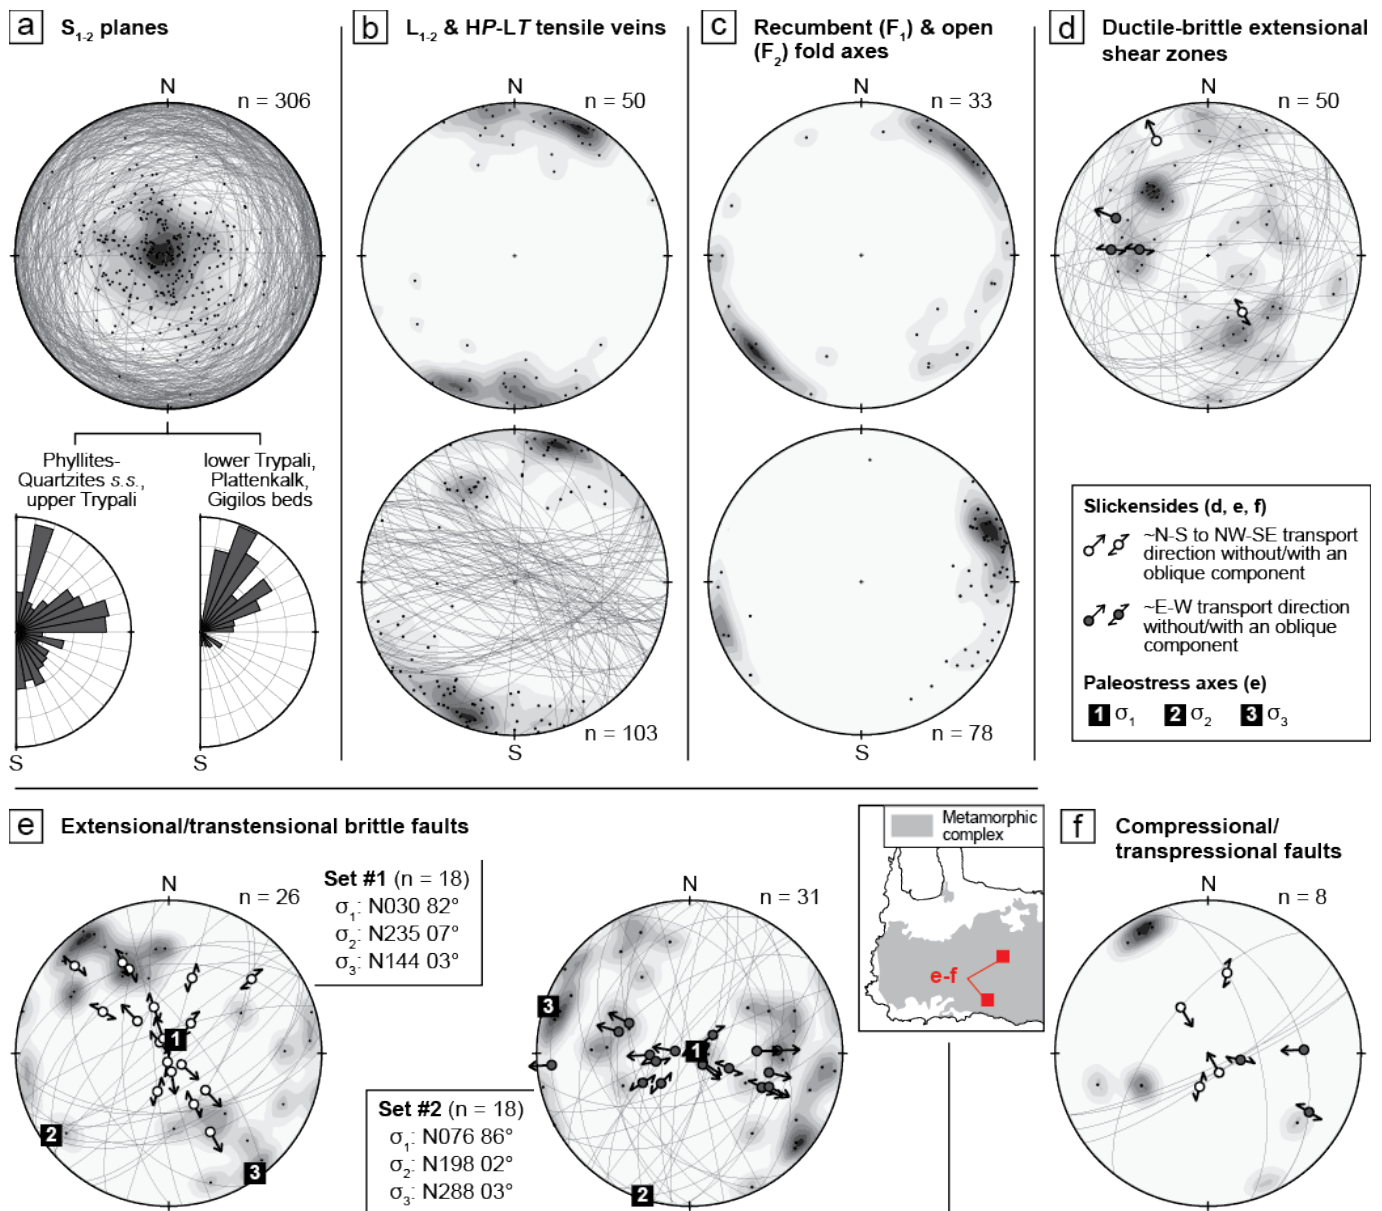 a
S1-2 planes
N
n = 306
Phyllites-
Quartzites s.s.,
upper Trypali
lower Trypali,
Plattenkalk,
Gigilos beds
S
S
b
L1-2 & HP-LT tensile veins
N
n = 50
S
n = 103
c
Recumbent (F1) & open
(F2) fold axes
N
n = 33
S
n = 78
d
Ductile-brittle extensional
shear zones
N
n = 50
Slickensides (d, e, f)
~N-S to NW-SE transport
direction without/with an
oblique component
~E-W transport direction
without/with an oblique
component
Paleostress axes (e)
1 σ1 2 σ2 3 σ3
e
Extensional/transtensional brittle faults
N
n = 26
1
2
3
Set #1 (n = 18)
σ1: N030 82°
σ2: N235 07°
σ3: N144 03°
N
n = 31
3
1
2
Set #2 (n = 18)
σ1: N076 86°
σ2: N198 02°
σ3: N288 03°
Metamorphic
complex
e-f
f
Compressional/
transpressional faults
N
n = 8